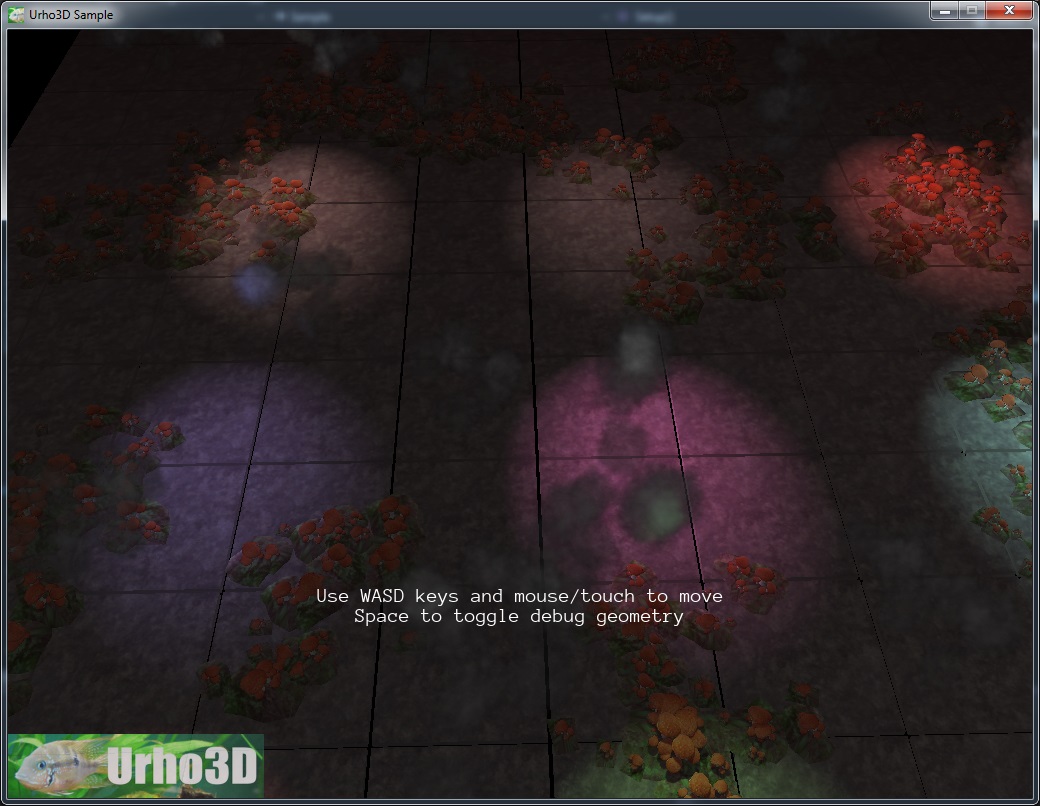 Urho3D Sample
Use WASD keys and mouse/touch to move
Space to toggle debug geometry
Urho3D